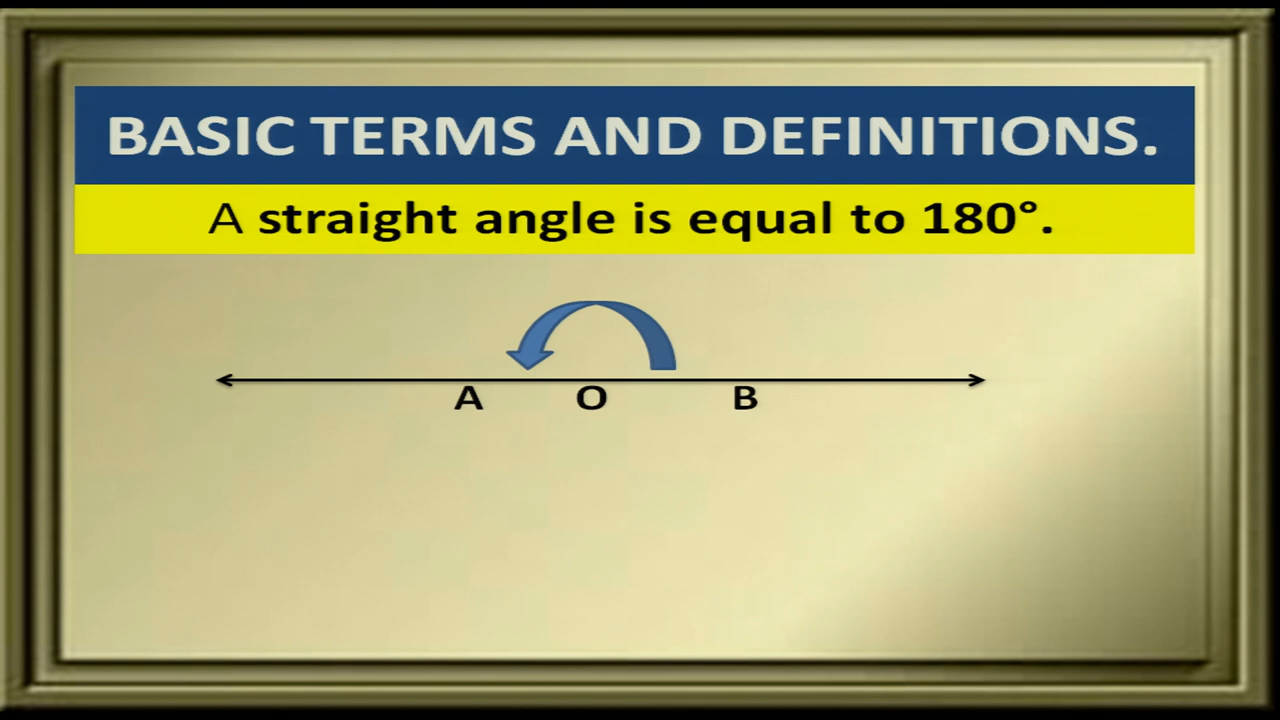 BASIC TERMS AND DEFINITIONS.
A straight angle is equal to 180°.
A O B